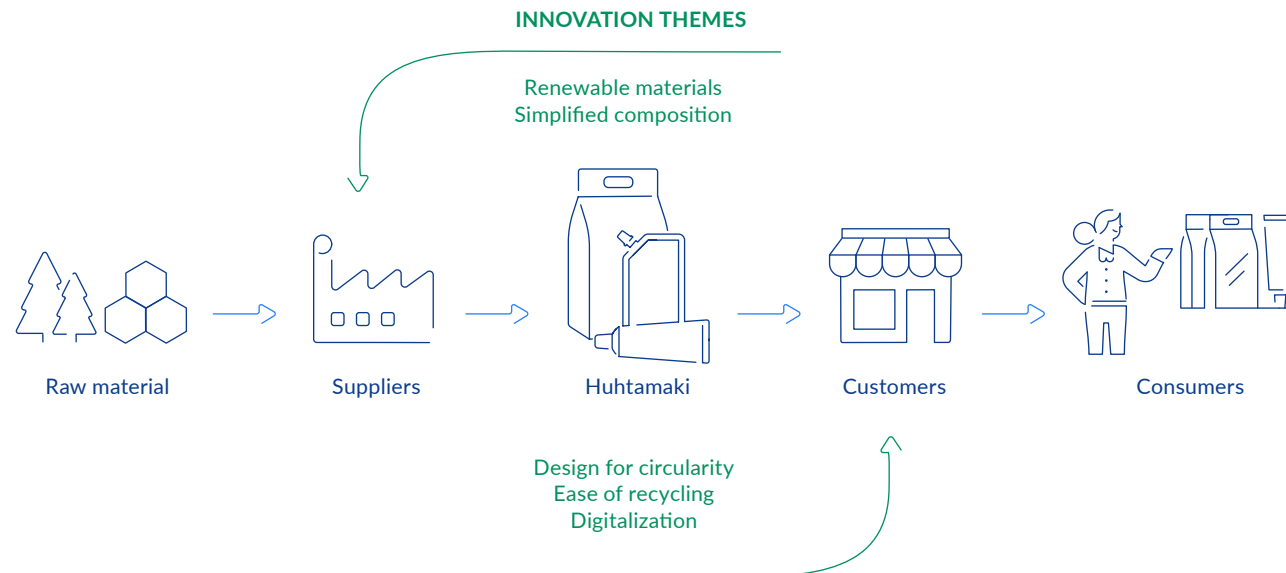 INNOVATION THEMES
Renewable materials
Simplified composition
Raw material
Suppliers
Huhtamaki
Customers
Consumers
Design for circularity
Ease of recycling
Digitalization